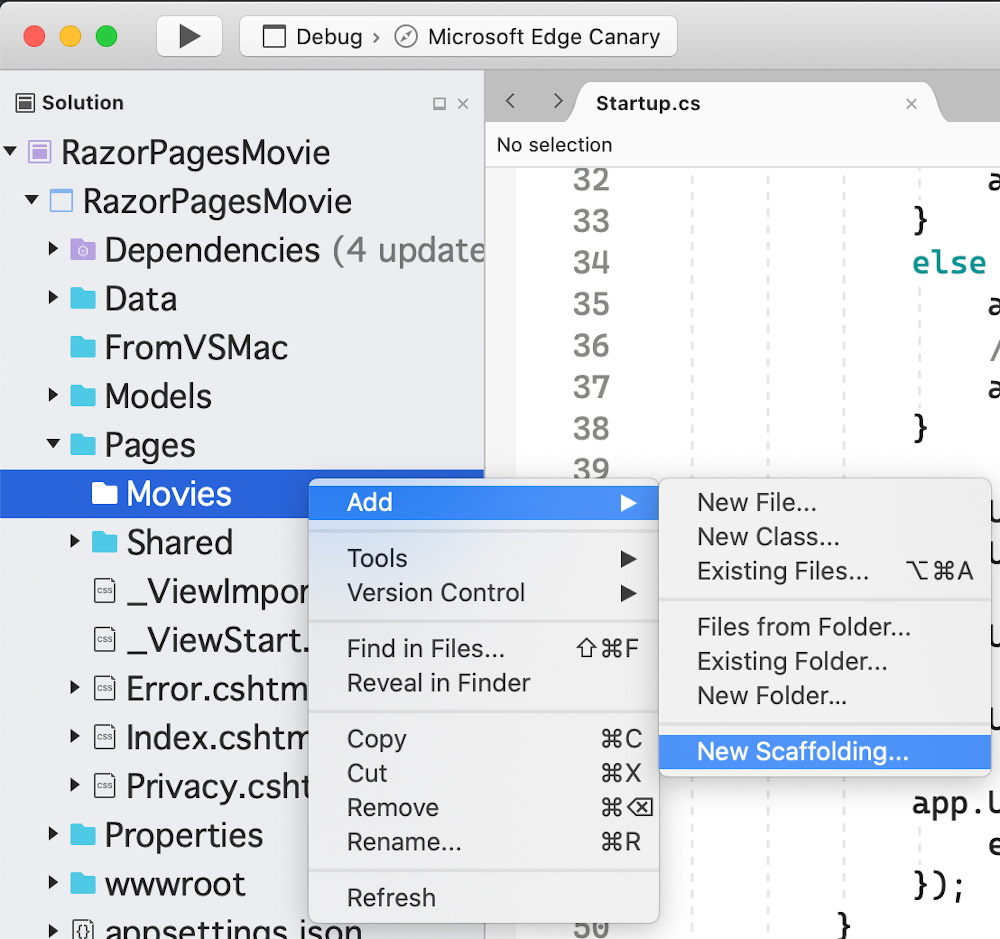 Debug › Microsoft Edge Canary
Solution
RazorPagesMovie
RazorPagesMovie
Dependencies (4 update
Data
FromVSMac
Models
Pages
Movies
Shared
_ViewImpor
_ViewStart.
Error.cshtm
Index.cshtm
Privacy.csht
Properties
wwwroot
appsettings.json
Startup.cs
No selection
32
33 }
34 else
35
36
37
38 }
39
app.U
});
50 }
Add
Tools
Version Control
Find in Files... ⇧⌘F
Reveal in Finder
Copy ⌘C
Cut ⌘X
Remove ⌘⌫
Rename... ⌘R
Refresh
New File...
New Class...
Existing Files... ⌥⌘A
Files from Folder...
Existing Folder...
New Folder...
New Scaffolding...